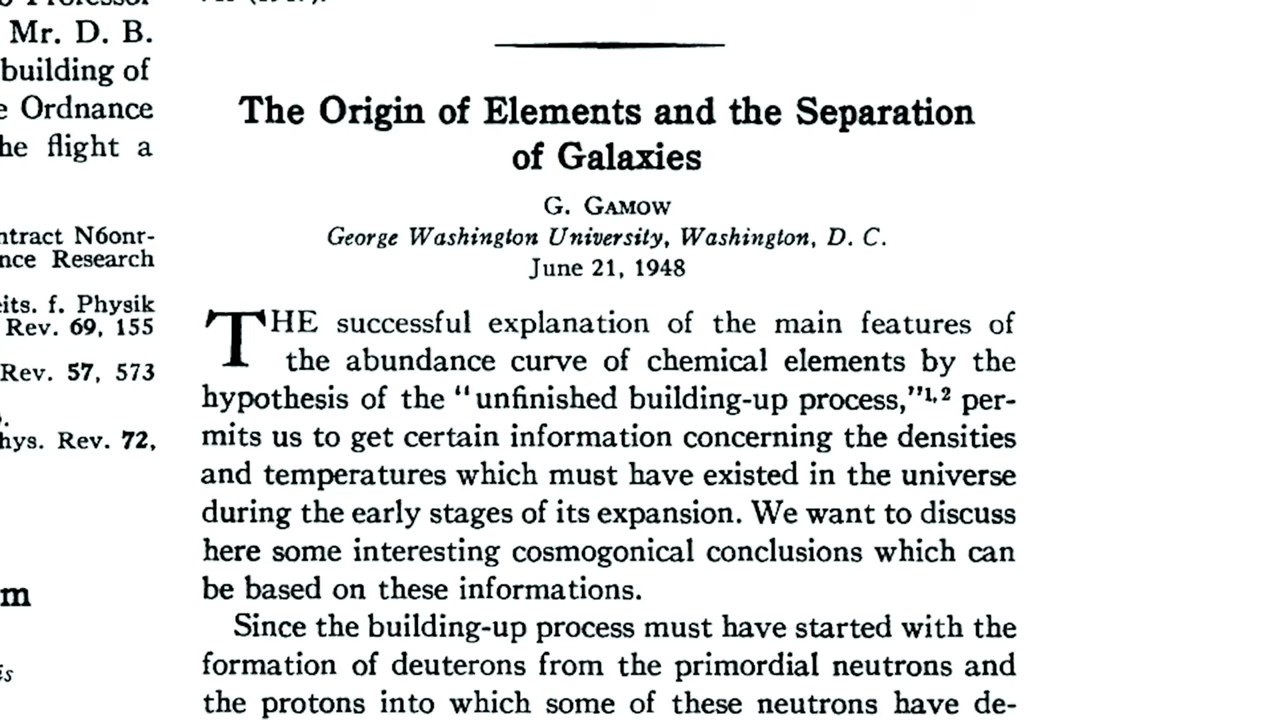 Mr. D. B.
building of
Ordnance
flight a
N6onr-
Research
f. Physik
Rev. 69, 155
Rev. 57, 573
Rev. 72,
The Origin of Elements and the Separation
of Galaxies
G. GAMOW
George Washington University, Washington, D. C.
June 21, 1948
THE successful explanation of the main features of
the abundance curve of chemical elements by the
hypothesis of the “unfinished building-up process,”1,2 per-
mits us to get certain information concerning the densities
and temperatures which must have existed in the universe
during the early stages of its expansion. We want to discuss
here some interesting cosmogonical conclusions which can
be based on these informations.
Since the building-up process must have started with the
formation of deuterons from the primordial neutrons and
the protons into which some of these neutrons have de-